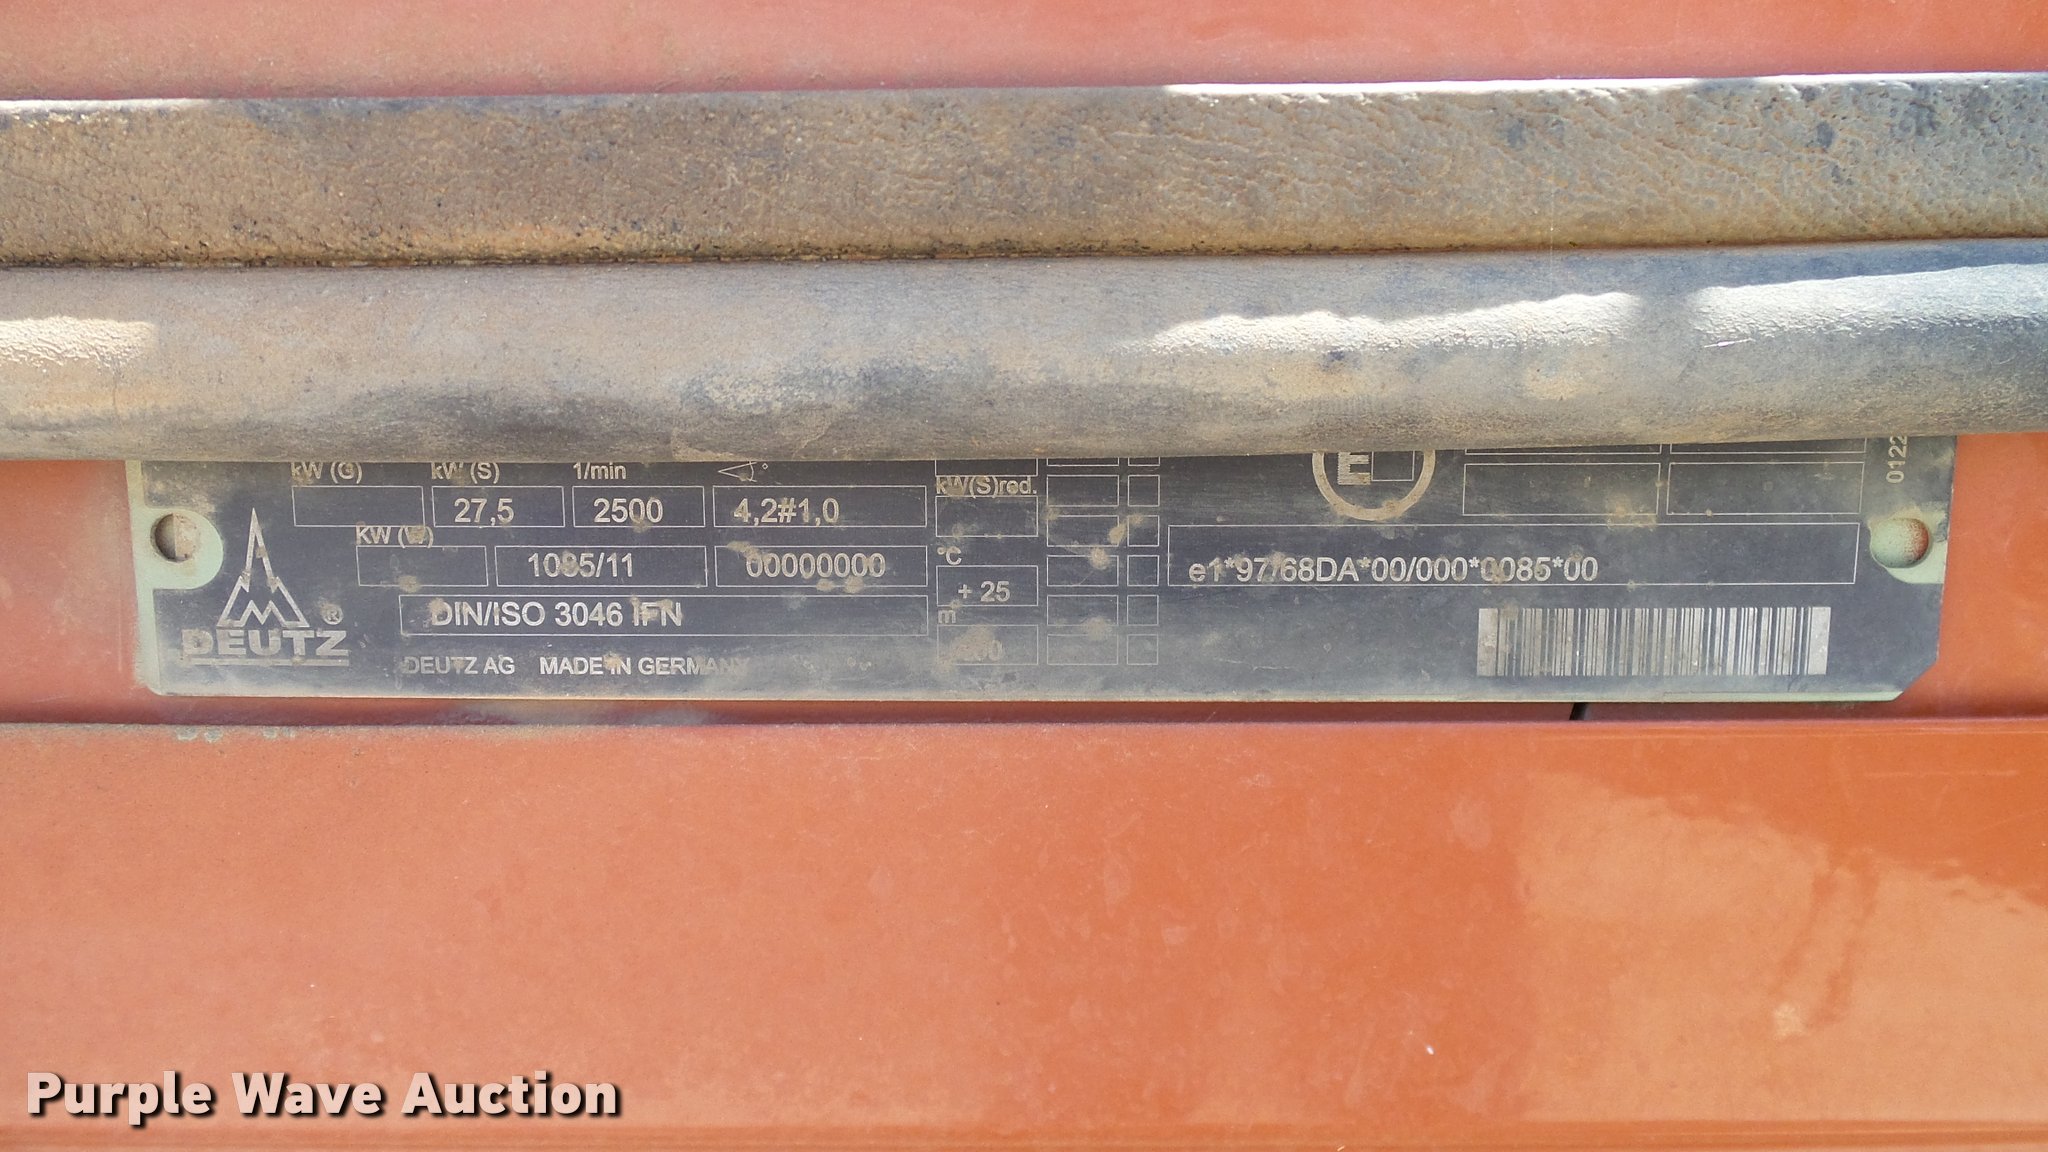 kW (G) kW (S) 1/min °
27,5 2500 4,2#1,0
kW(S)red.
KW (W)
1085/11 00000000
°C
+ 25
m
DIN/ISO 3046 IFN
DEUTZ ®
DEUTZ AG MADE IN GERMANY
E
e1*97/68DA*00/000*0085*00
0122
Purple Wave Auction